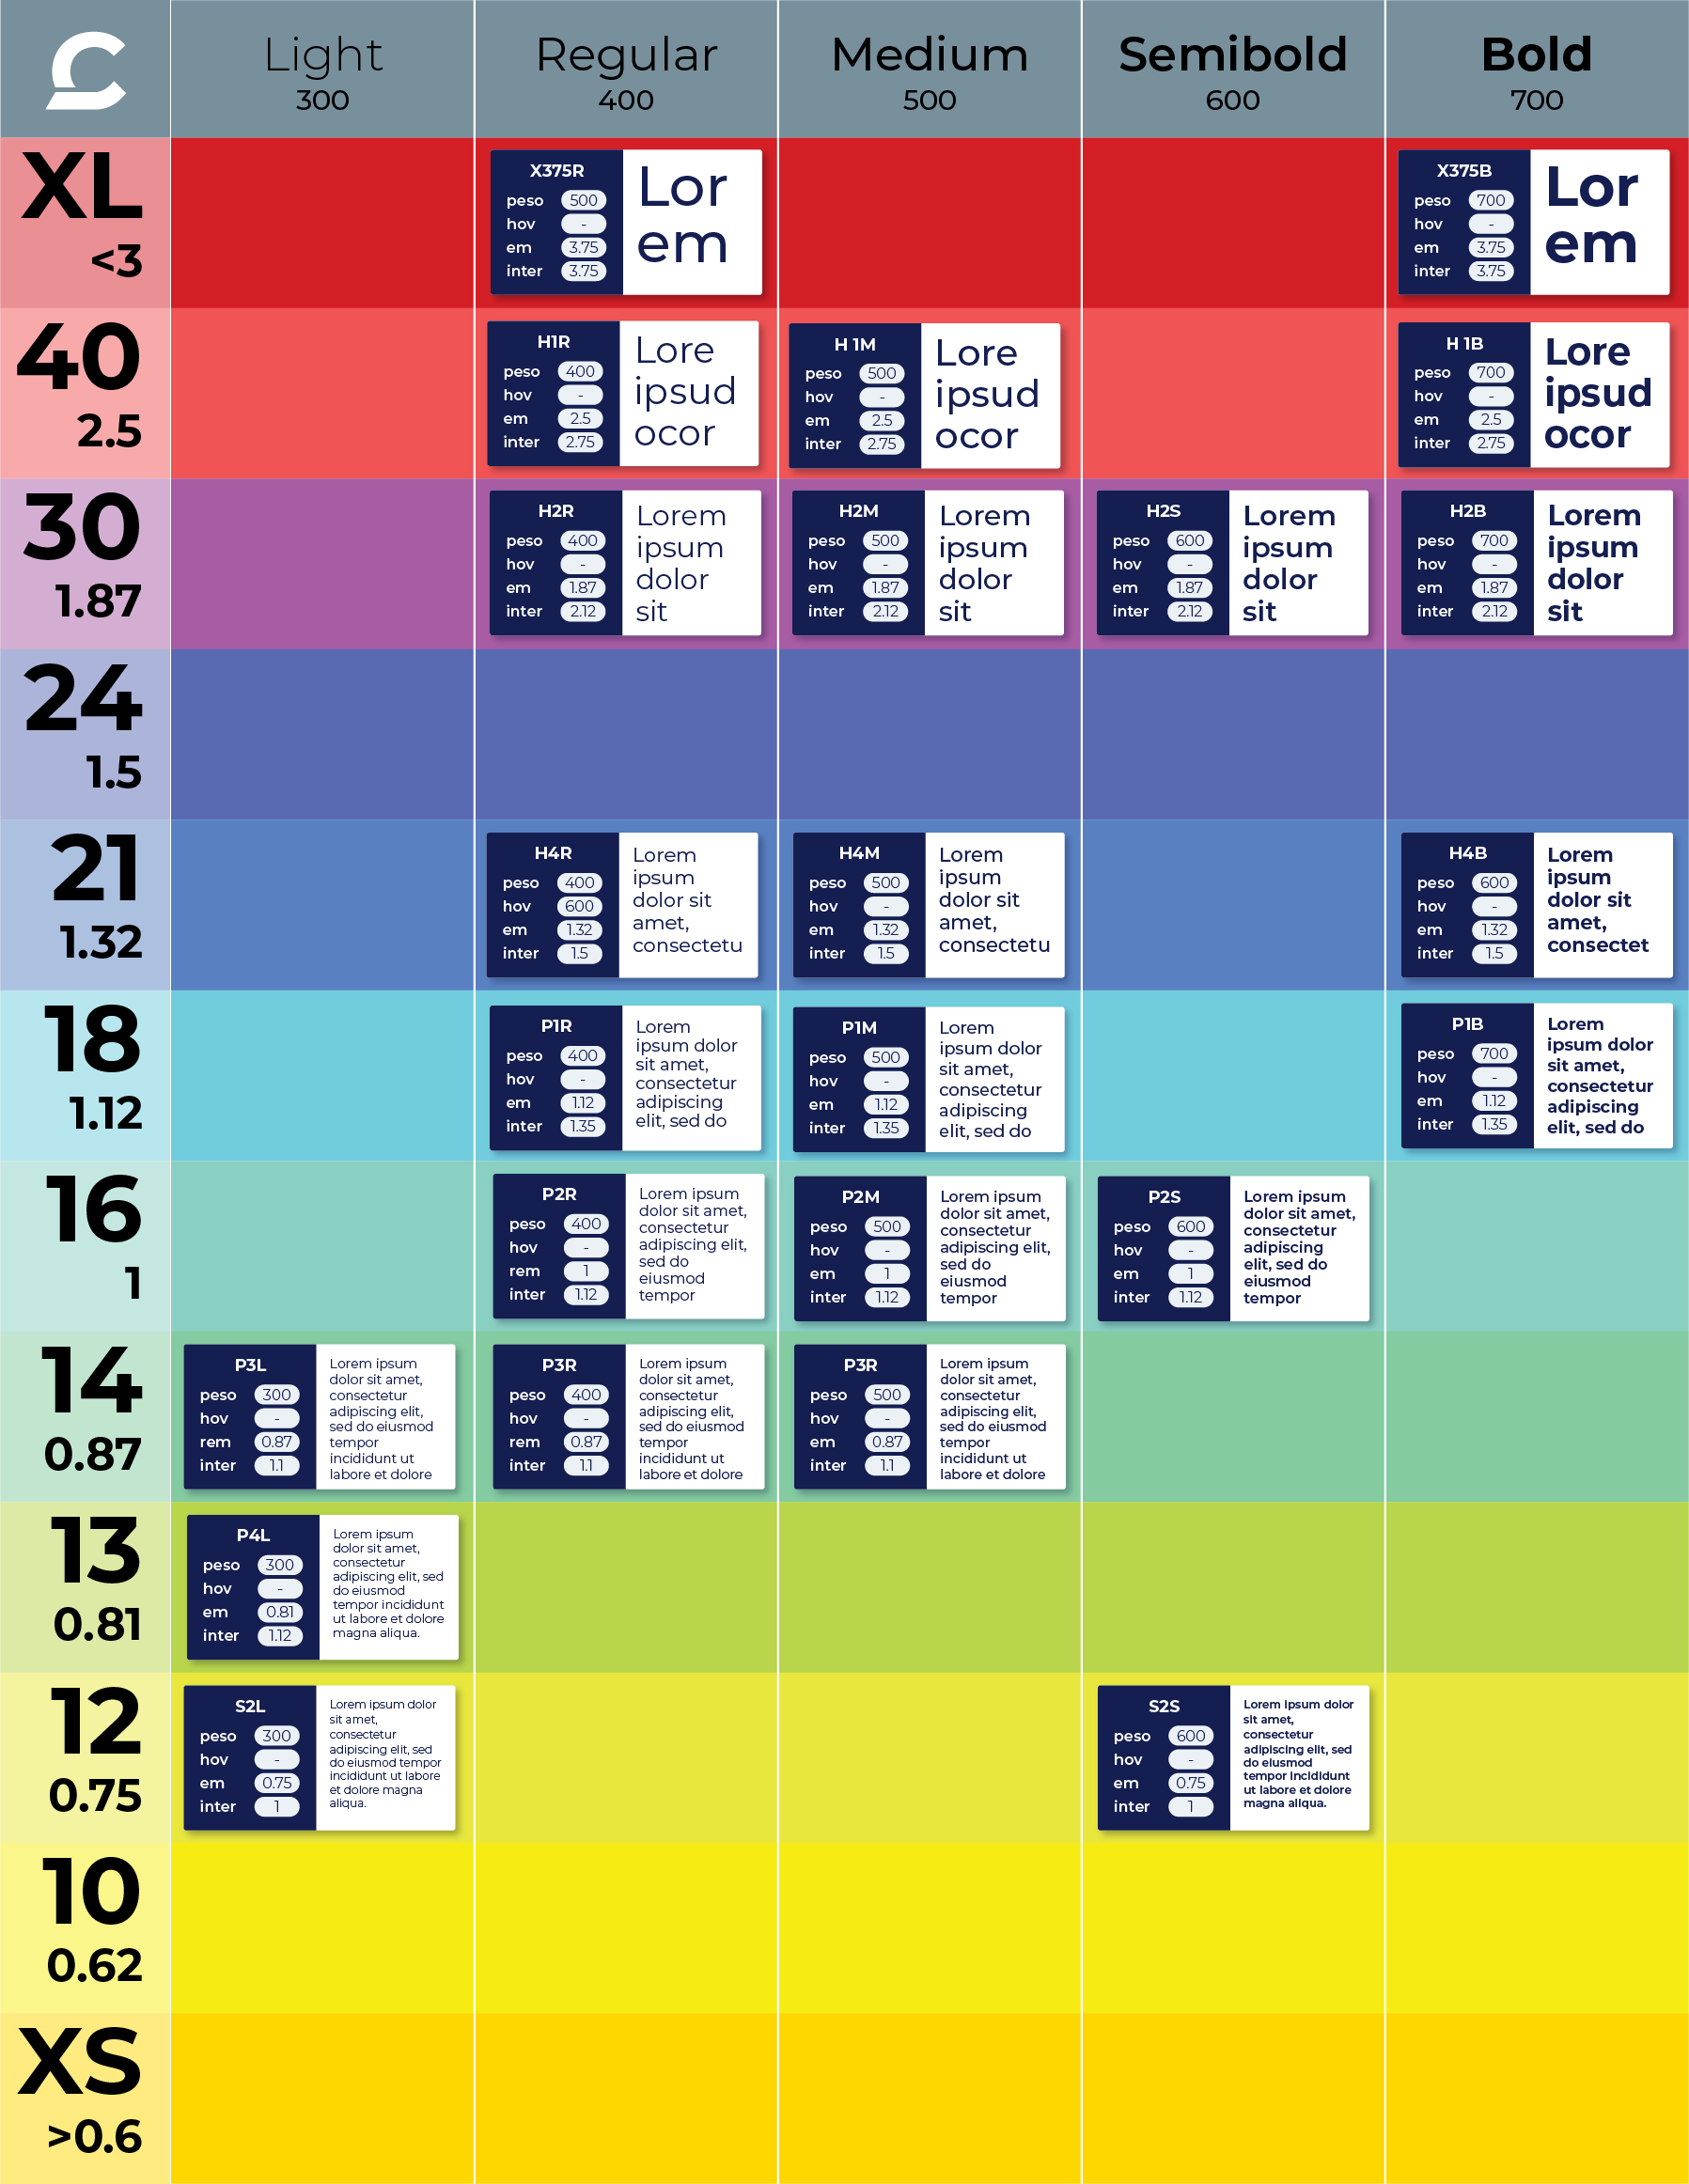 Light
300
Regular
400
Medium
500
Semibold
600
Bold
700
XL
<3
X375R
peso 500
hov -
em 3.75
inter 3.75
Lor
em
X375B
peso 700
hov -
em 3.75
inter 3.75
Lor
em
40
2.5
H1R
peso 400
hov -
em 2.5
inter 2.75
Lore
ipsud
ocor
H 1M
peso 500
hov -
em 2.5
inter 2.75
Lore
ipsud
ocor
H 1B
peso 700
hov -
em 2.5
inter 2.75
Lore
ipsud
ocor
30
1.87
H2R
peso 400
hov -
em 1.87
inter 2.12
Lorem
ipsum
dolor
sit
H2M
peso 500
hov -
em 1.87
inter 2.12
Lorem
ipsum
dolor
sit
H2S
peso 600
hov -
em 1.87
inter 2.12
Lorem
ipsum
dolor
sit
H2B
peso 700
hov -
em 1.87
inter 2.12
Lorem
ipsum
dolor
sit
24
1.5
21
1.32
H4R
peso 400
hov 600
em 1.32
inter 1.5
Lorem
ipsum
dolor sit
amet,
consectetu
H4M
peso 500
hov -
em 1.32
inter 1.5
Lorem
ipsum
dolor sit
amet,
consectetu
H4B
peso 600
hov -
em 1.32
inter 1.5
Lorem
ipsum
dolor sit
amet,
consectet
18
1.12
P1R
peso 400
hov -
em 1.12
inter 1.35
Lorem
ipsum dolor
sit amet,
consectetur
adipiscing
elit, sed do
P1M
peso 500
hov -
em 1.12
inter 1.35
Lorem
ipsum dolor
sit amet,
consectetur
adipiscing
elit, sed do
P1B
peso 700
hov -
em 1.12
inter 1.35
Lorem
ipsum dolor
sit amet,
consectetur
adipiscing
elit, sed do
16
1
P2R
peso 400
hov -
rem 1
inter 1.12
Lorem ipsum
dolor sit amet,
consectetur
adipiscing elit,
sed do
eiusmod
tempor
P2M
peso 500
hov -
em 1
inter 1.12
Lorem ipsum
dolor sit amet,
consectetur
adipiscing elit,
sed do
eiusmod
tempor
P2S
peso 600
hov -
em 1
inter 1.12
Lorem ipsum
dolor sit amet,
consectetur
adipiscing
elit, sed do
eiusmod
tempor
14
0.87
P3L
peso 300
hov -
rem 0.87
inter 1.1
Lorem ipsum
dolor sit amet,
consectetur
adipiscing elit,
sed do eiusmod
tempor
incididunt ut
labore et dolore
P3R
peso 400
hov -
rem 0.87
inter 1.1
Lorem ipsum
dolor sit amet,
consectetur
adipiscing elit,
sed do eiusmod
tempor
incididunt ut
labore et dolore
P3R
peso 500
hov -
em 0.87
inter 1.1
Lorem ipsum
dolor sit amet,
consectetur
adipiscing elit,
sed do eiusmod
tempor
incididunt ut
labore et dolore
13
0.81
P4L
peso 300
hov -
em 0.81
inter 1.12
Lorem ipsum
dolor sit amet,
consectetur
adipiscing elit, sed
do eiusmod
tempor incididunt
ut labore et dolore
magna aliqua.
12
0.75
S2L
peso 300
hov -
em 0.75
inter 1
Lorem ipsum dolor
sit amet,
consectetur
adipiscing elit, sed
do eiusmod tempor
incididunt ut labore
et dolore magna
aliqua.
S2S
peso 600
hov -
em 0.75
inter 1
Lorem ipsum dolor
sit amet,
consectetur
adipiscing elit, sed
do eiusmod
tempor incididunt
ut labore et dolore
magna aliqua.
10
0.62
XS
>0.6